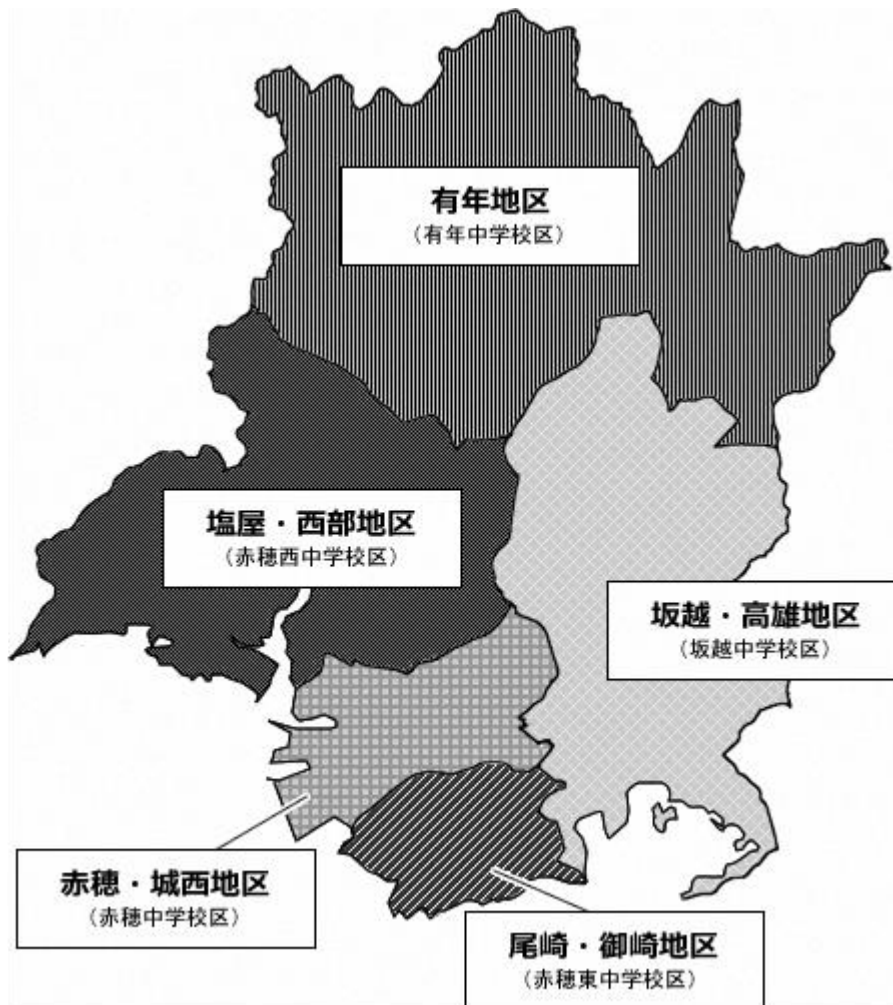 有年地区
（有年中学校区）
塩屋・西部地区
（赤穂西中学校区）
坂越・高雄地区
（坂越中学校区）
赤穂・城西地区
（赤穂中学校区）
尾崎・御崎地区
（赤穂東中学校区）